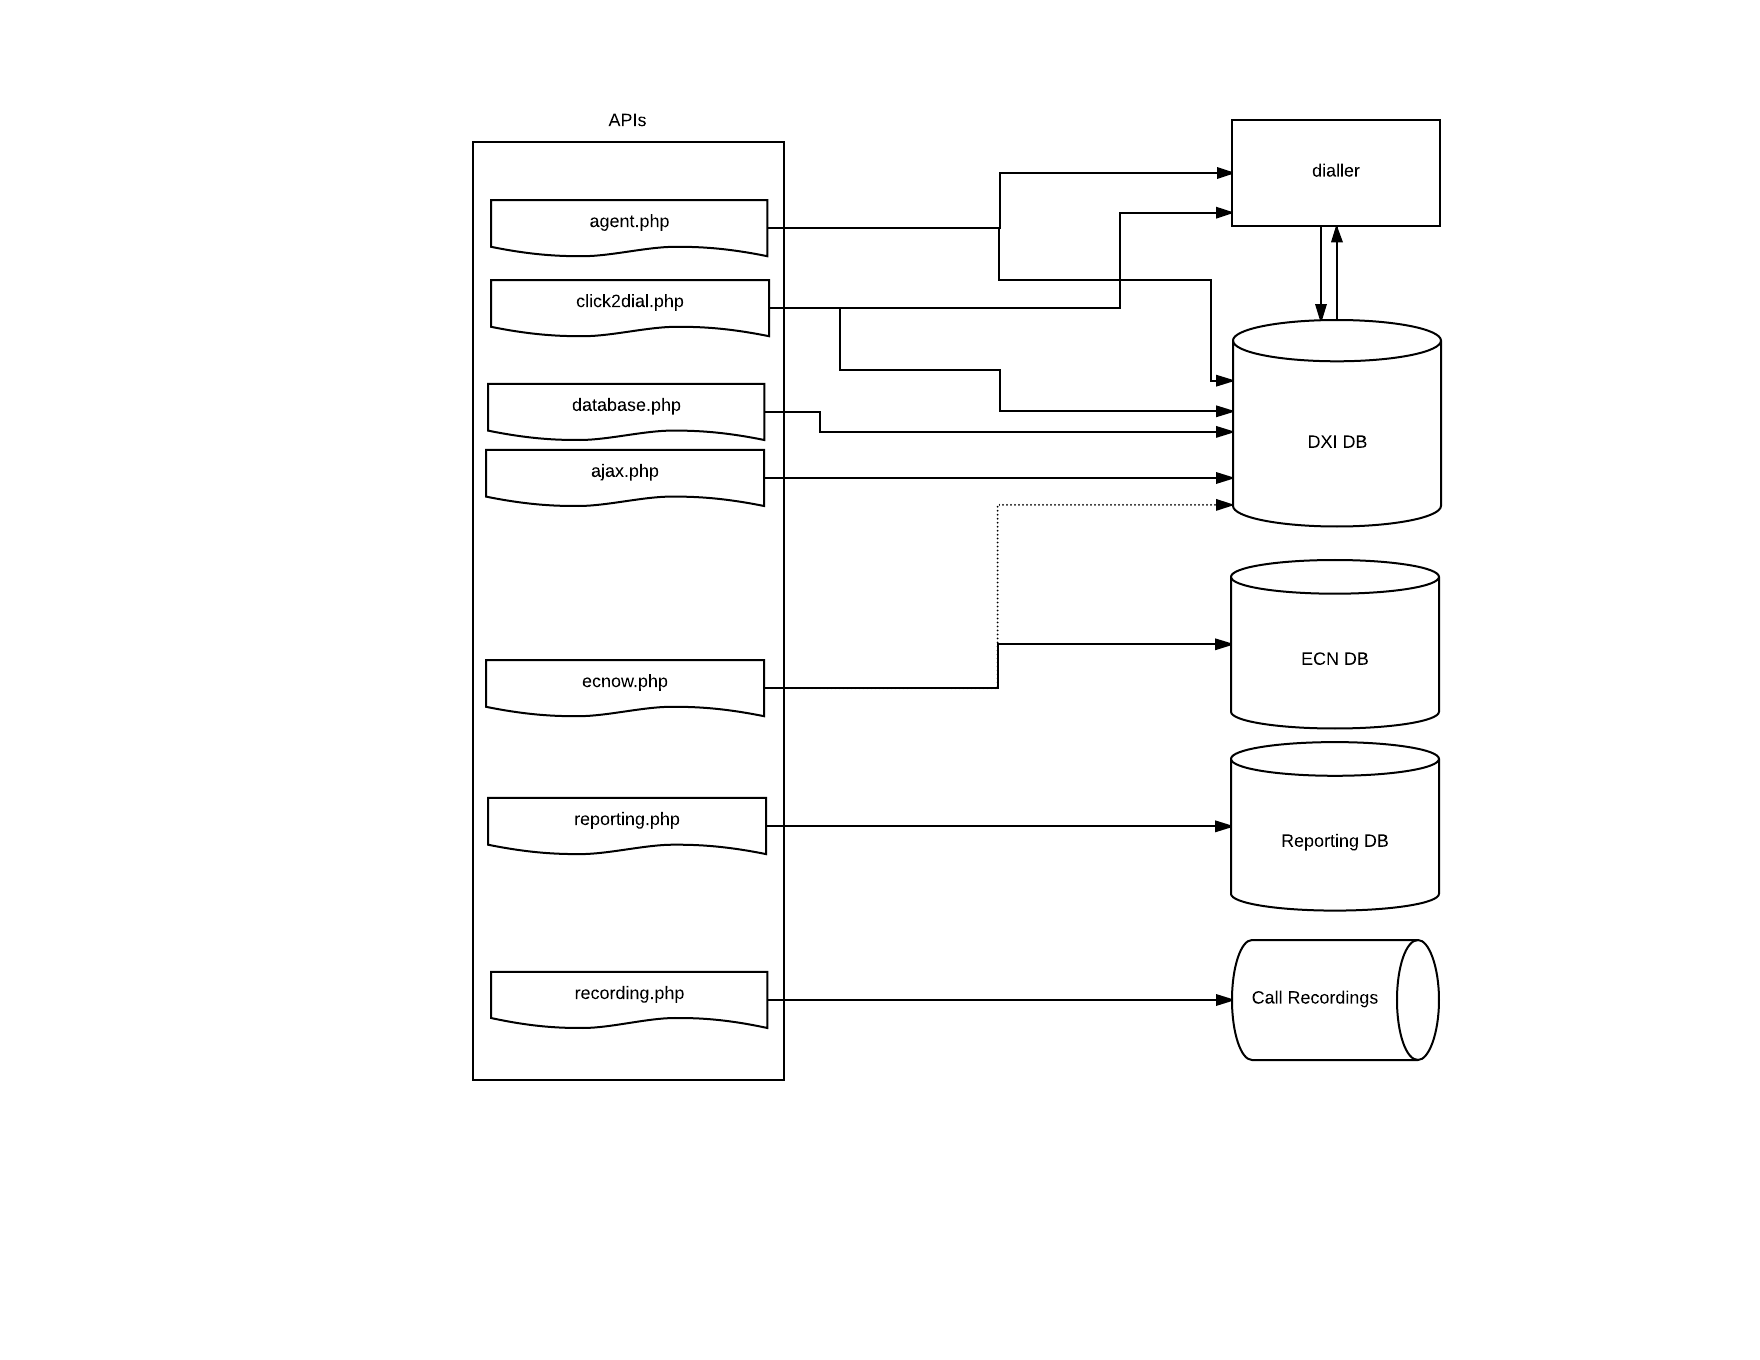 APIs
agent.php
click2dial.php
database.php
ajax.php
ecnow.php
reporting.php
recording.php
dialler
DXI DB
ECN DB
Reporting DB
Call Recordings